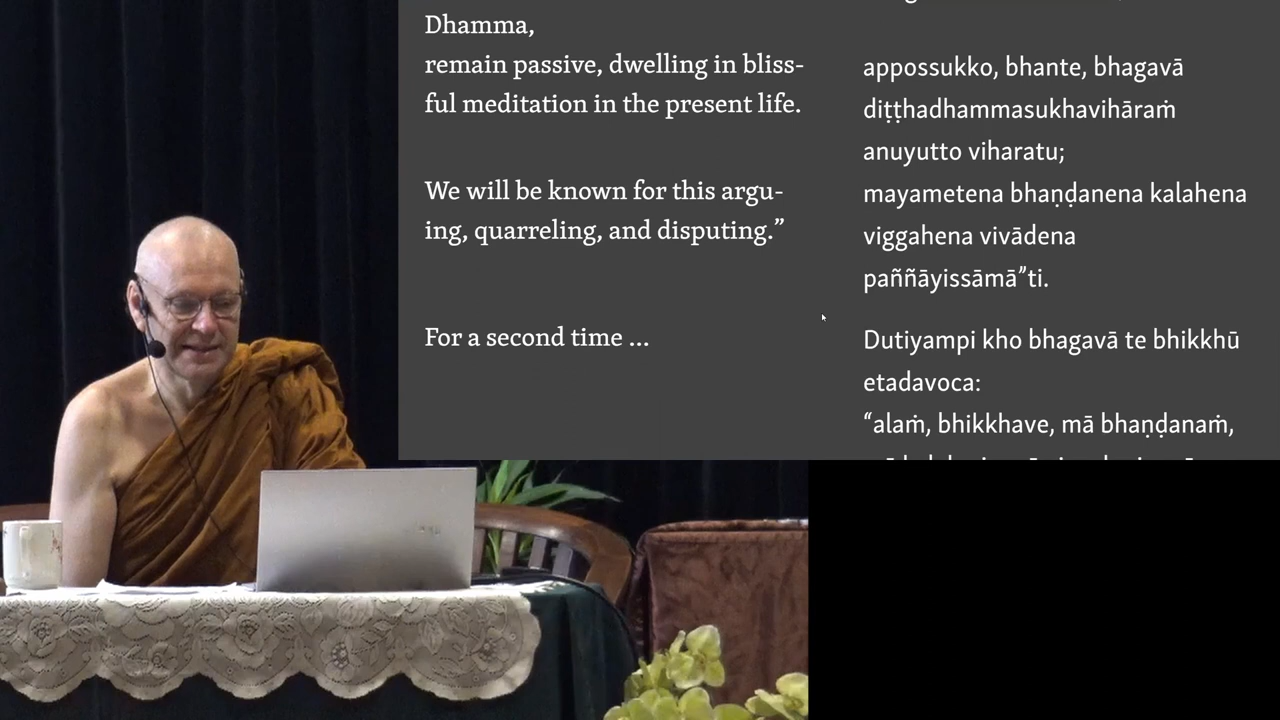 Dhamma,
remain passive, dwelling in bliss-
ful meditation in the present life.
We will be known for this argu-
ing, quarreling, and disputing.”
For a second time …
appossukko, bhante, bhagavā
diṭṭhadhammasukhavihāraṁ
anuyutto viharatu;
mayametena bhaṇḍanena kalahena
viggahena vivādena
paññāyissāmā”ti.
Dutiyampi kho bhagavā te bhikkhū
etadavoca:
“alaṁ, bhikkhave, mā bhaṇḍanaṁ,